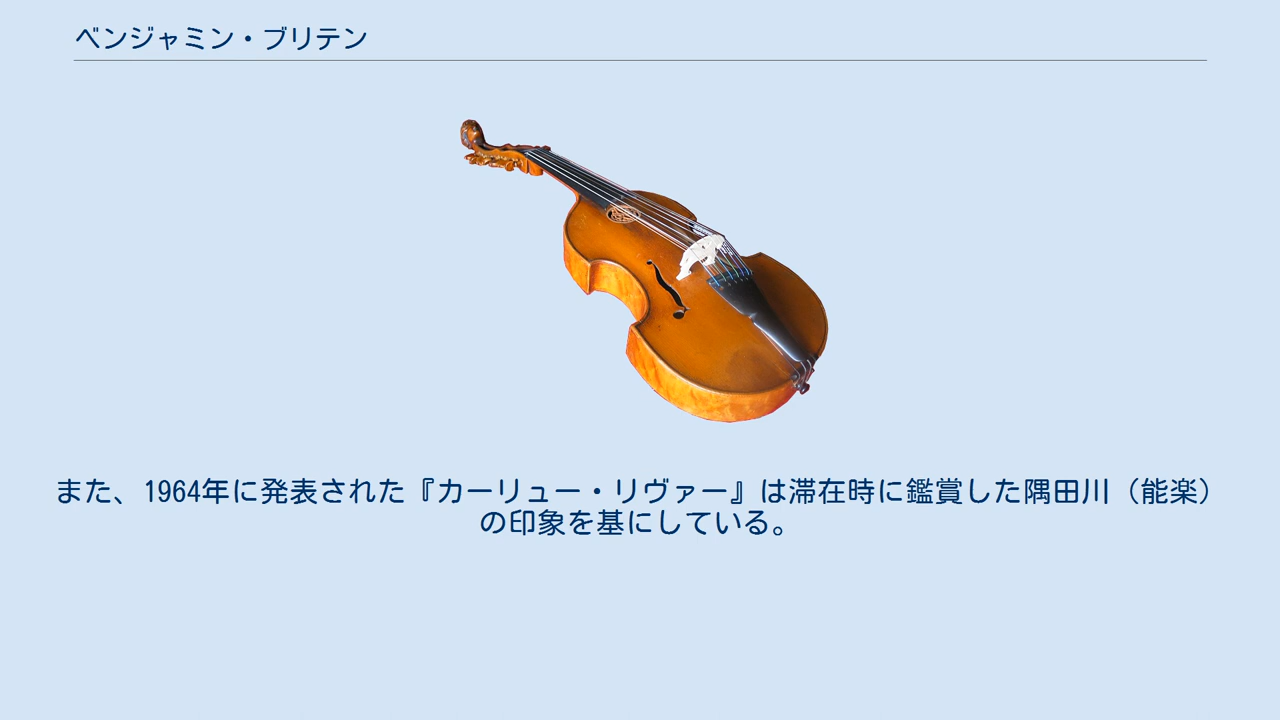 ベンジャミン・ブリテン
また、1964年に発表された『カーリュー・リヴァー』は滞在時に鑑賞した隅田川（能楽）
の印象を基にしている。